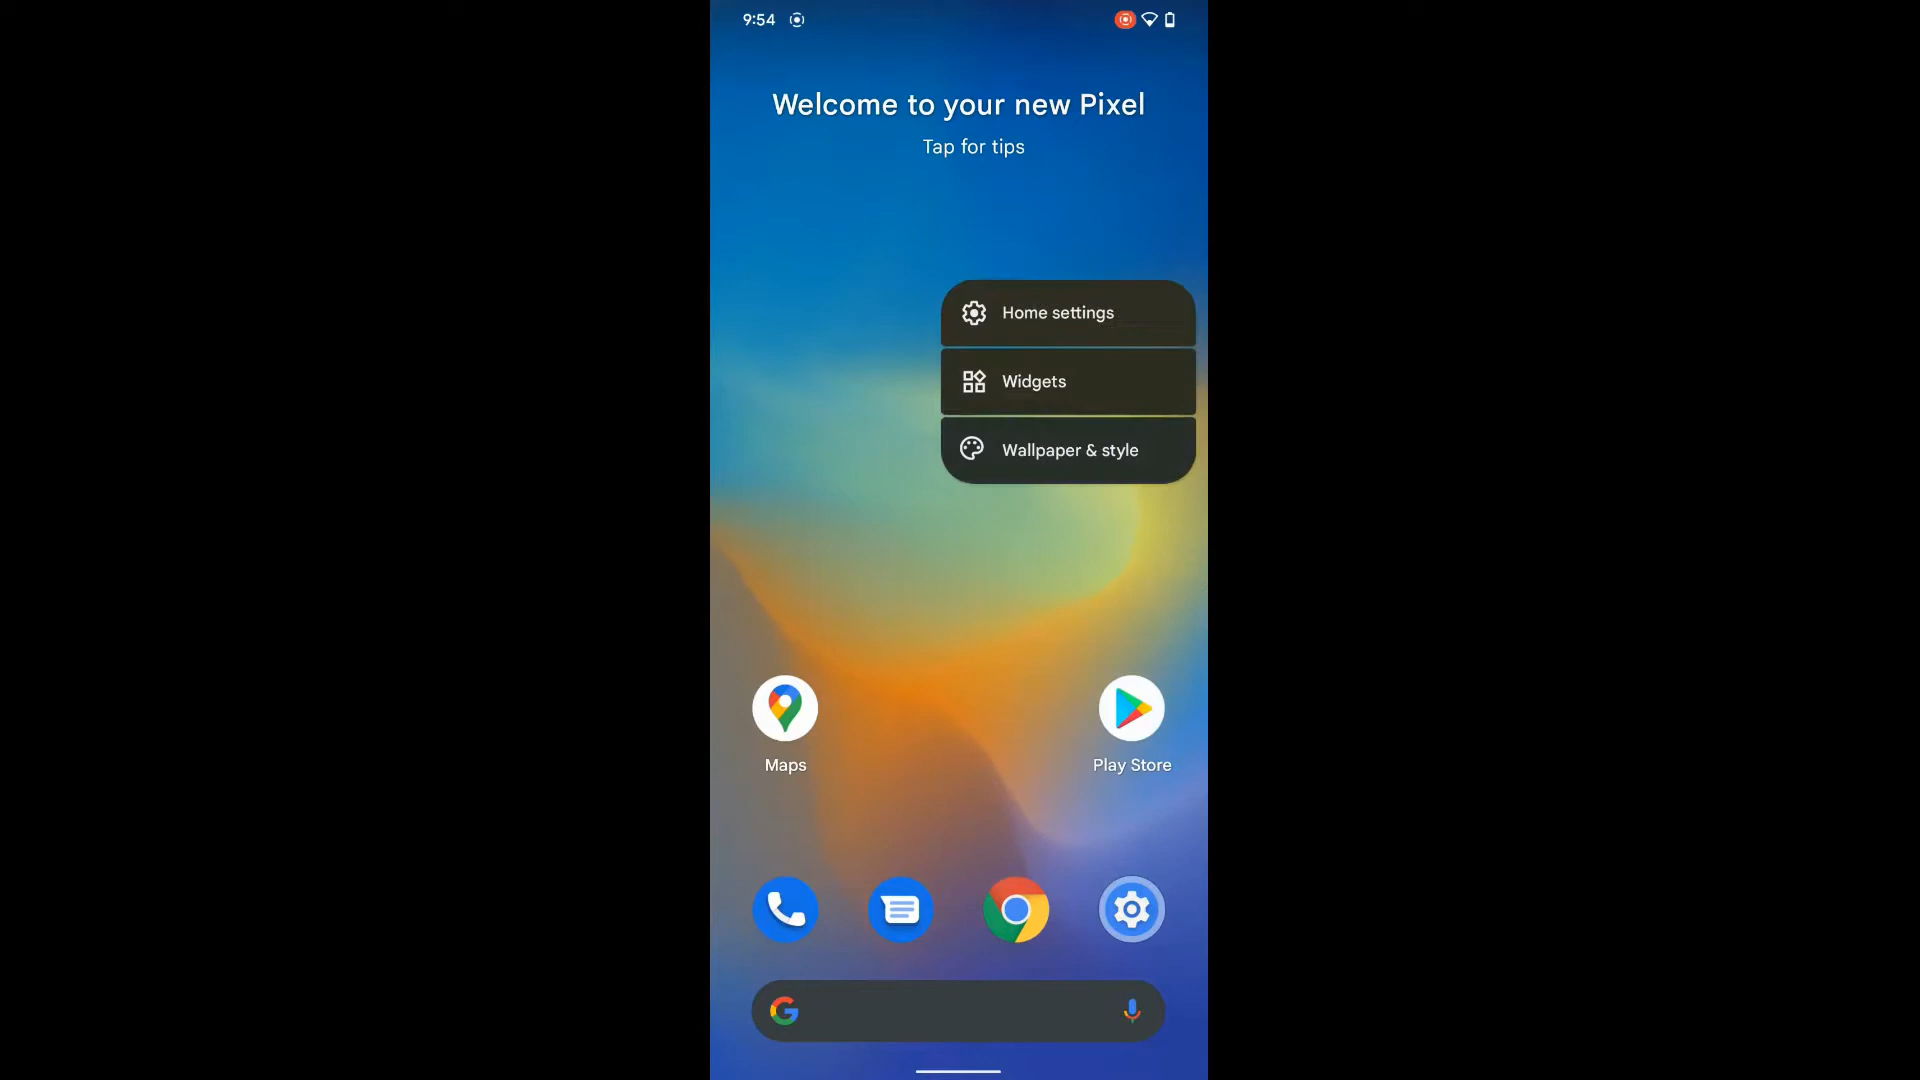 9:54
Welcome to your new Pixel
Tap for tips
Home settings
Widgets
Wallpaper & style
Maps
Play Store